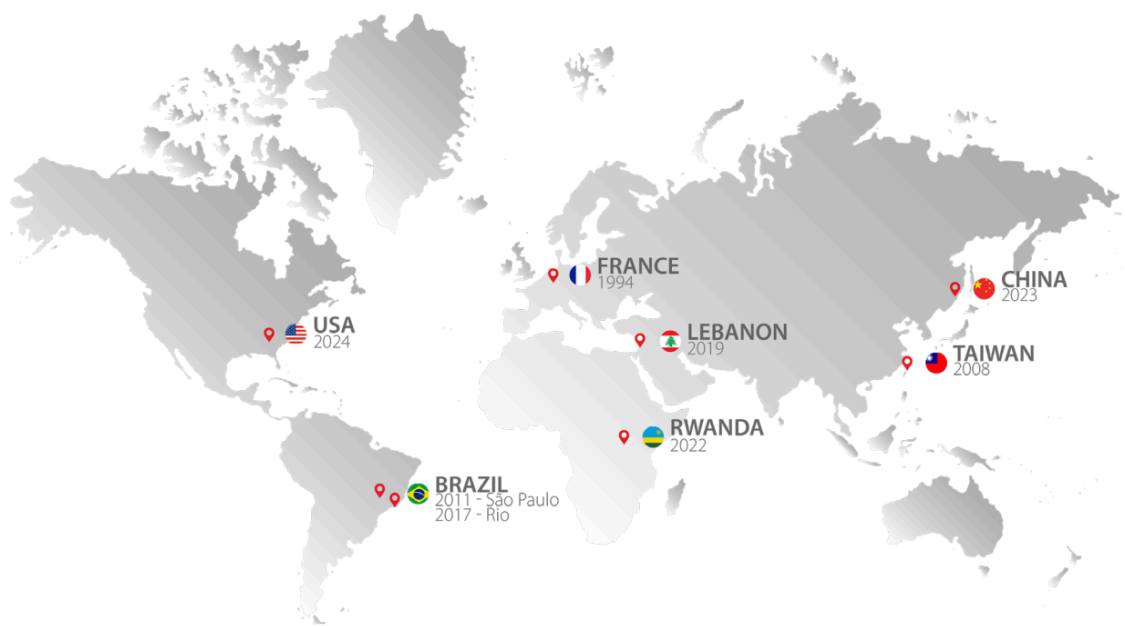 FRANCE
1994
CHINA
2023
USA
2024
LEBANON
2019
TAIWAN
2008
RWANDA
2022
BRAZIL
2011 - São Paulo
2017 - Rio